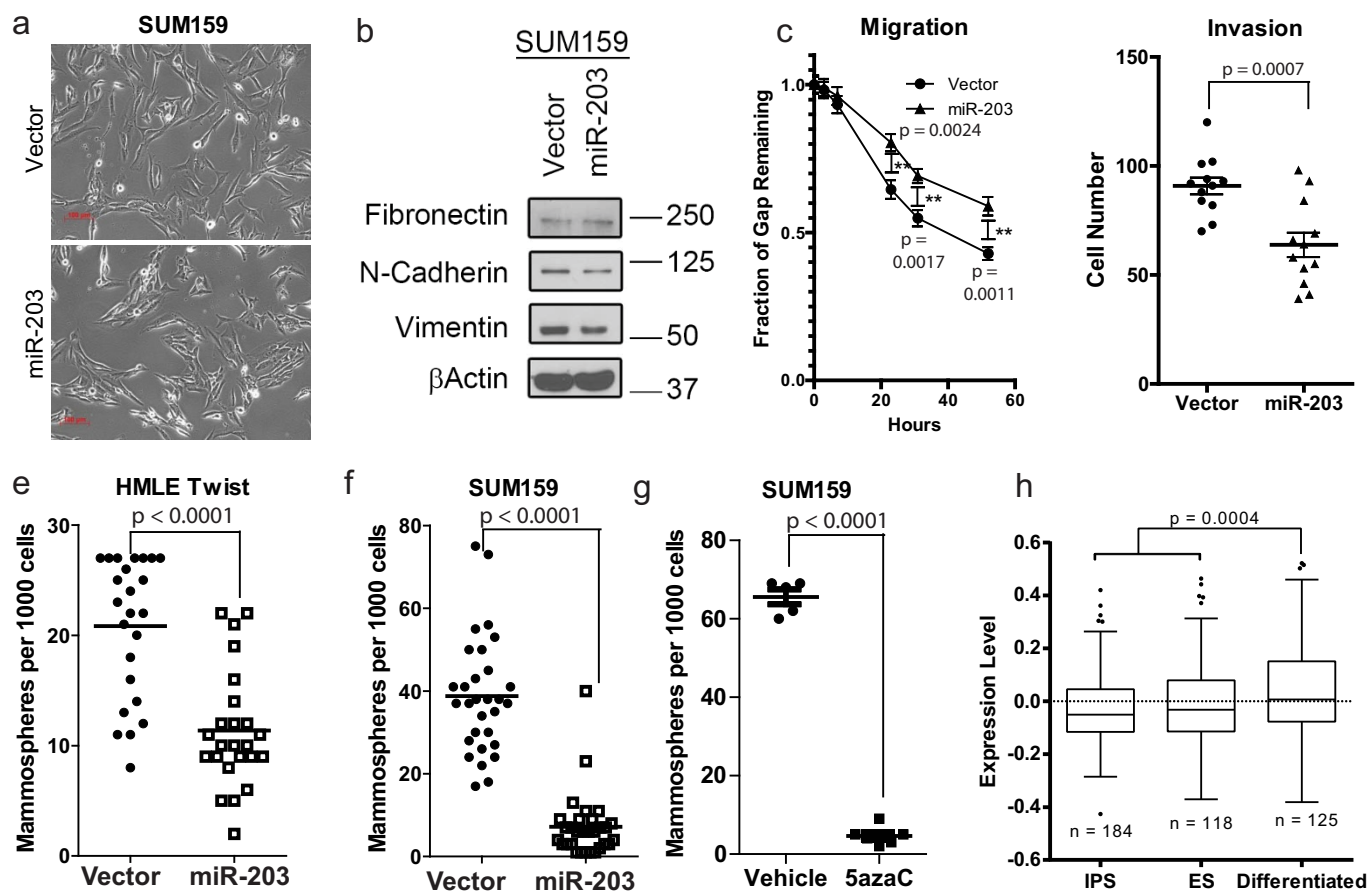 a
SUM159
Vector
100 µm
miR-203
b
SUM159
Vector
miR-203
Fibronectin
250
N-Cadherin
125
Vimentin
50
βActin
37
c
Migration
Fraction of Gap Remaining
1.0
0.5
0.0
Vector
miR-203
p = 0.0024
**
**
**
p =
0.0017
p =
0.0011
0
20
40
60
Hours
Invasion
Cell Number
150
100
50
0
p = 0.0007
Vector
miR-203
e
HMLE Twist
p < 0.0001
Mammospheres per 1000 cells
30
20
10
0
Vector
miR-203
f
SUM159
p < 0.0001
Mammospheres per 1000 cells
80
60
40
20
0
Vector
miR-203
g
SUM159
p < 0.0001
Mammospheres per 1000 cells
80
60
40
20
0
Vehicle
5azaC
h
p = 0.0004
Expression Level
0.6
0.4
0.2
0.0
-0.2
-0.4
-0.6
n = 184
n = 118
n = 125
IPS
ES
Differentiated